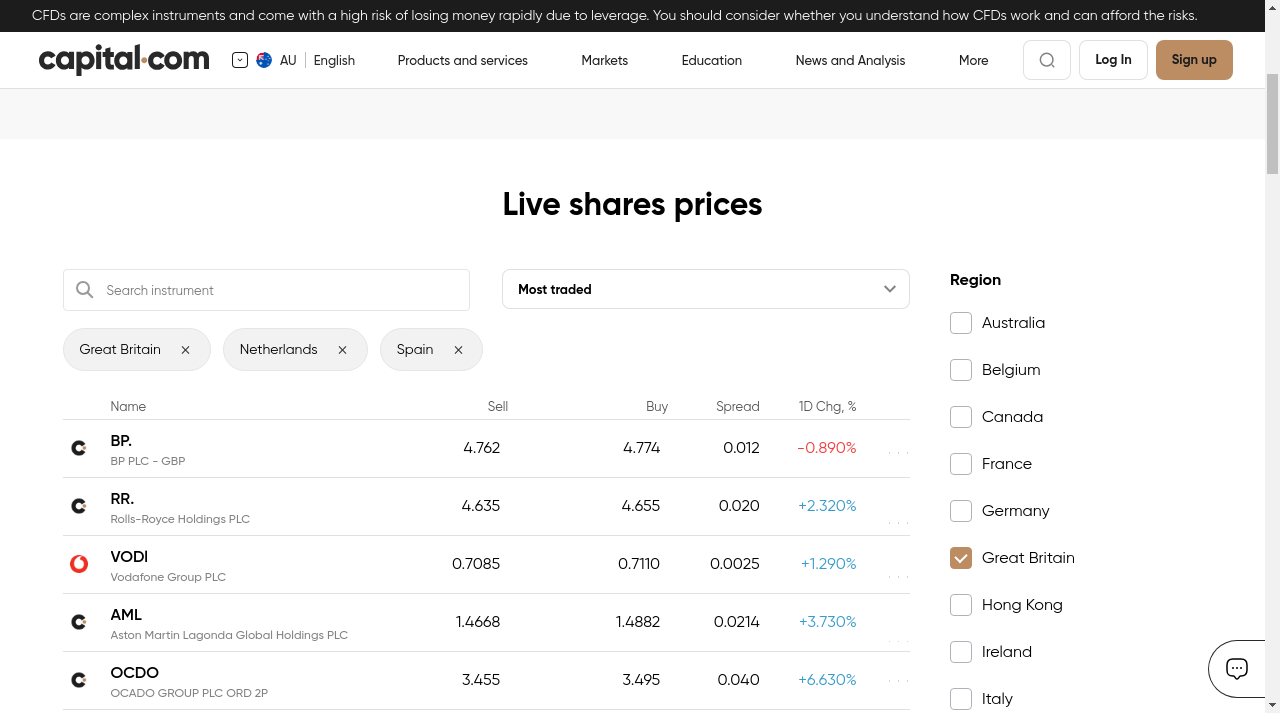 CFDs are complex instruments and come with a high risk of losing money rapidly due to leverage. You should consider whether you understand how CFDs work and can afford the risks.
capital.com AU English Products and services Markets Education News and Analysis More Log In Sign up
Live shares prices
Search instrument Most traded
Great Britain Netherlands Spain
Name Sell Buy Spread 1D Chg, %
BP. 4.762 4.774 0.012 -0.890%
BP PLC - GBP
RR. 4.635 4.655 0.020 +2.320%
Rolls-Royce Holdings PLC
VODl 0.7085 0.7110 0.0025 +1.290%
Vodafone Group PLC
AML 1.4668 1.4882 0.0214 +3.730%
Aston Martin Lagonda Global Holdings PLC
OCDO 3.455 3.495 0.040 +6.630%
OCADO GROUP PLC ORD 2P
Region
Australia
Belgium
Canada
France
Germany
Great Britain
Hong Kong
Ireland
Italy